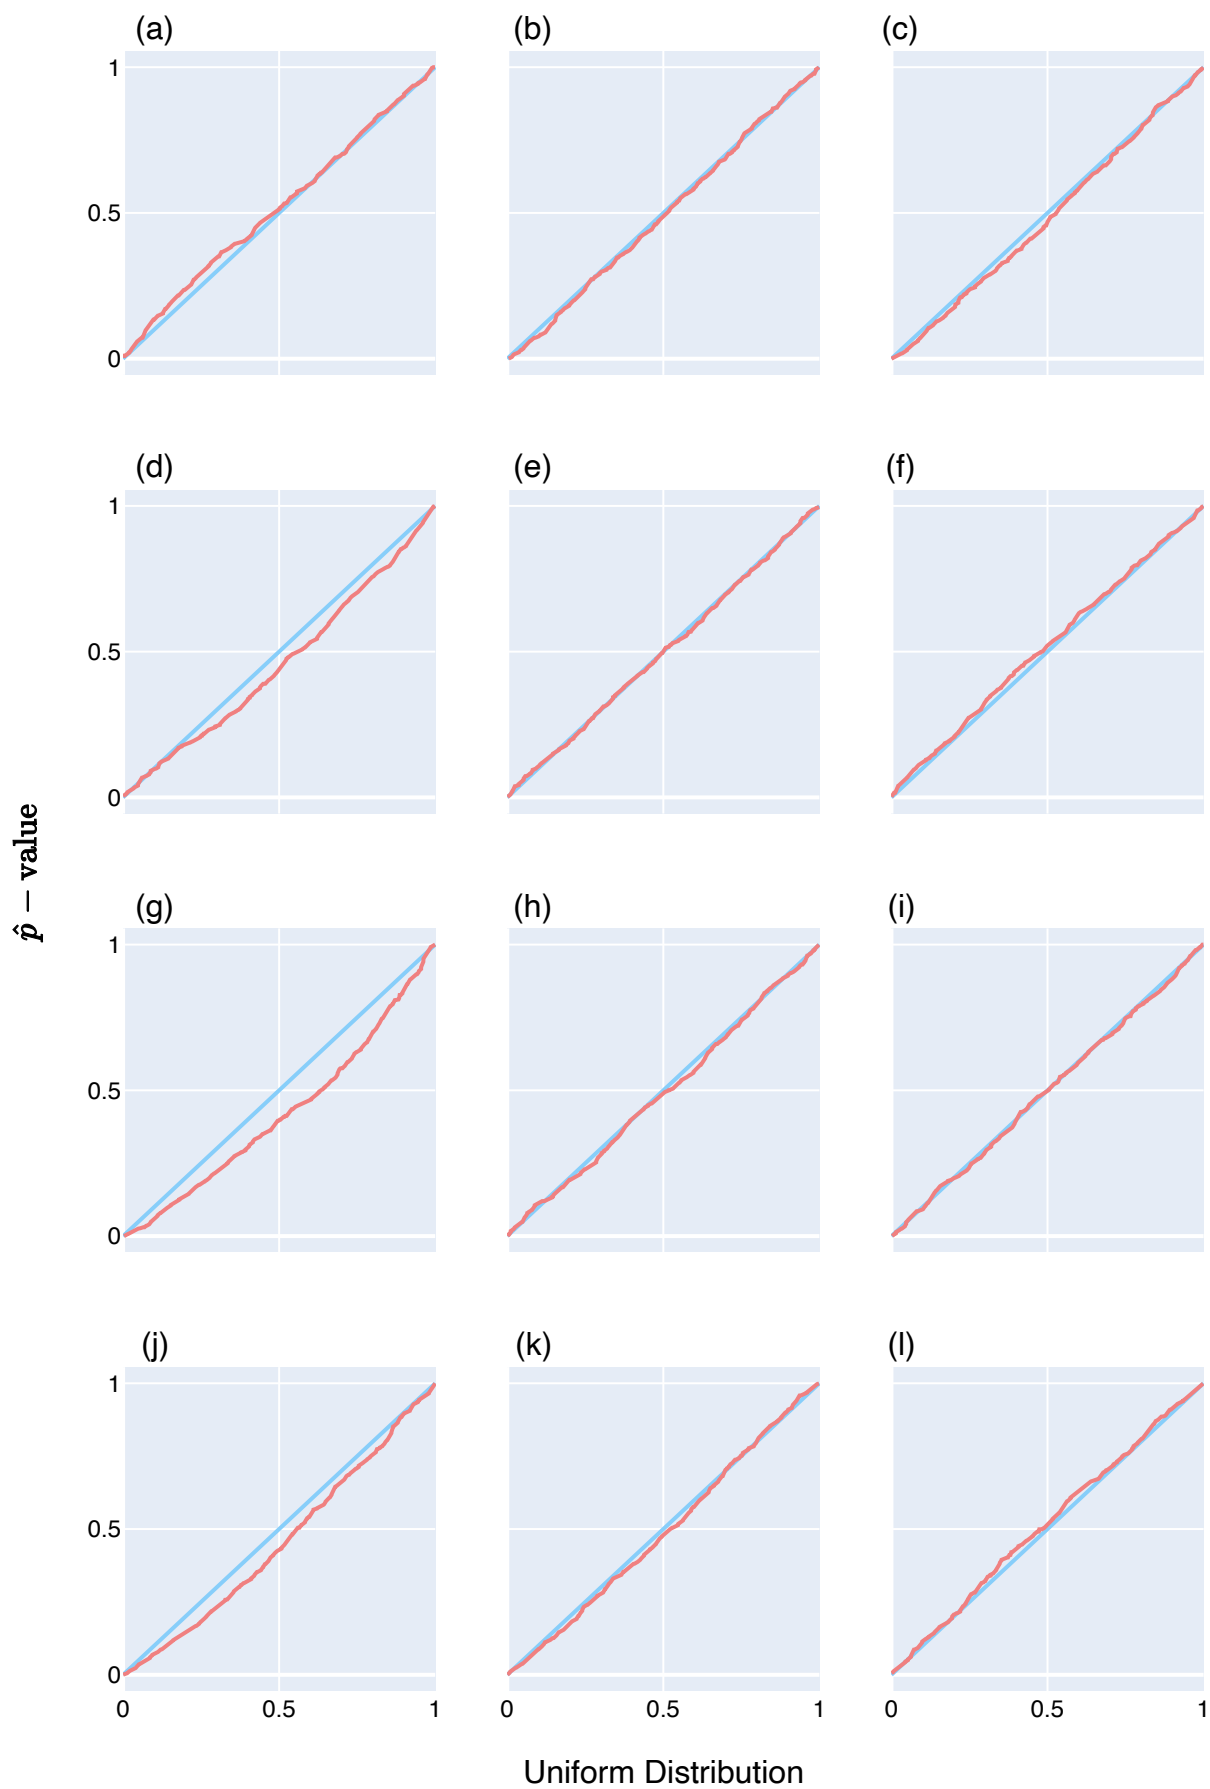 (a) (b) (c)
1
0.5
0
(d) (e) (f)
1
0.5
0
(g) (h) (i)
1
0.5
0
(j) (k) (l)
1
0.5
0
0 0.5 1 0 0.5 1 0 0.5 1
Uniform Distribution
p̂ − value